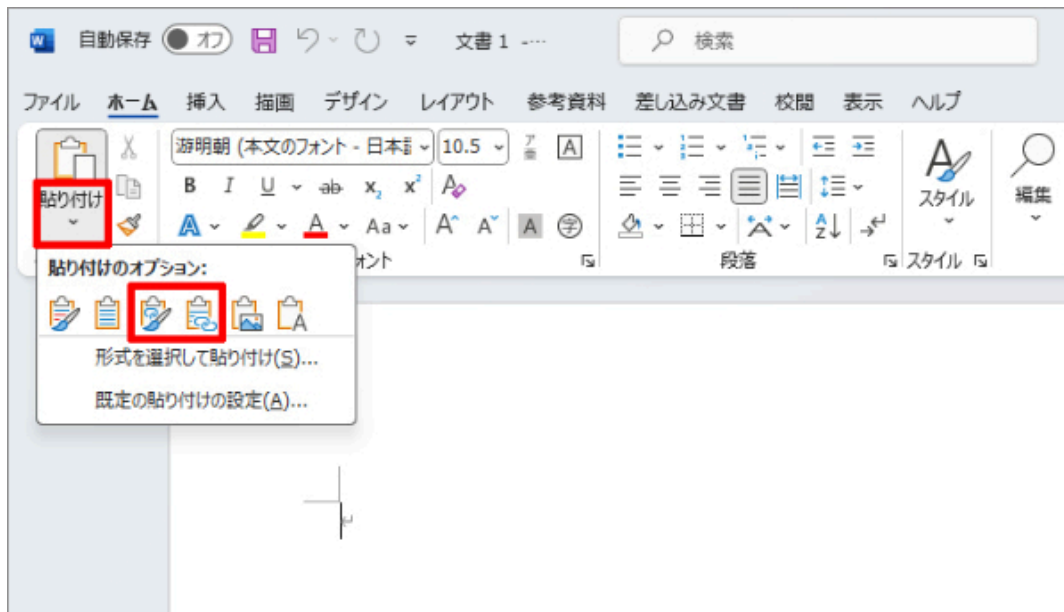 自動保存 オフ 文書 1 -… 検索
ファイル ホーム 挿入 描画 デザイン レイアウト 参考資料 差し込み文書 校閲 表示 ヘルプ
游明朝 (本文のフォント - 日本 10.5 ア亜 A
貼り付け B I U ab x₂ x² A スタイル 編集
A A Aa A A A 字 A Z
ォント 段落 スタイル
貼り付けのオプション:
A
形式を選択して貼り付け(S)...
既定の貼り付けの設定(A)...